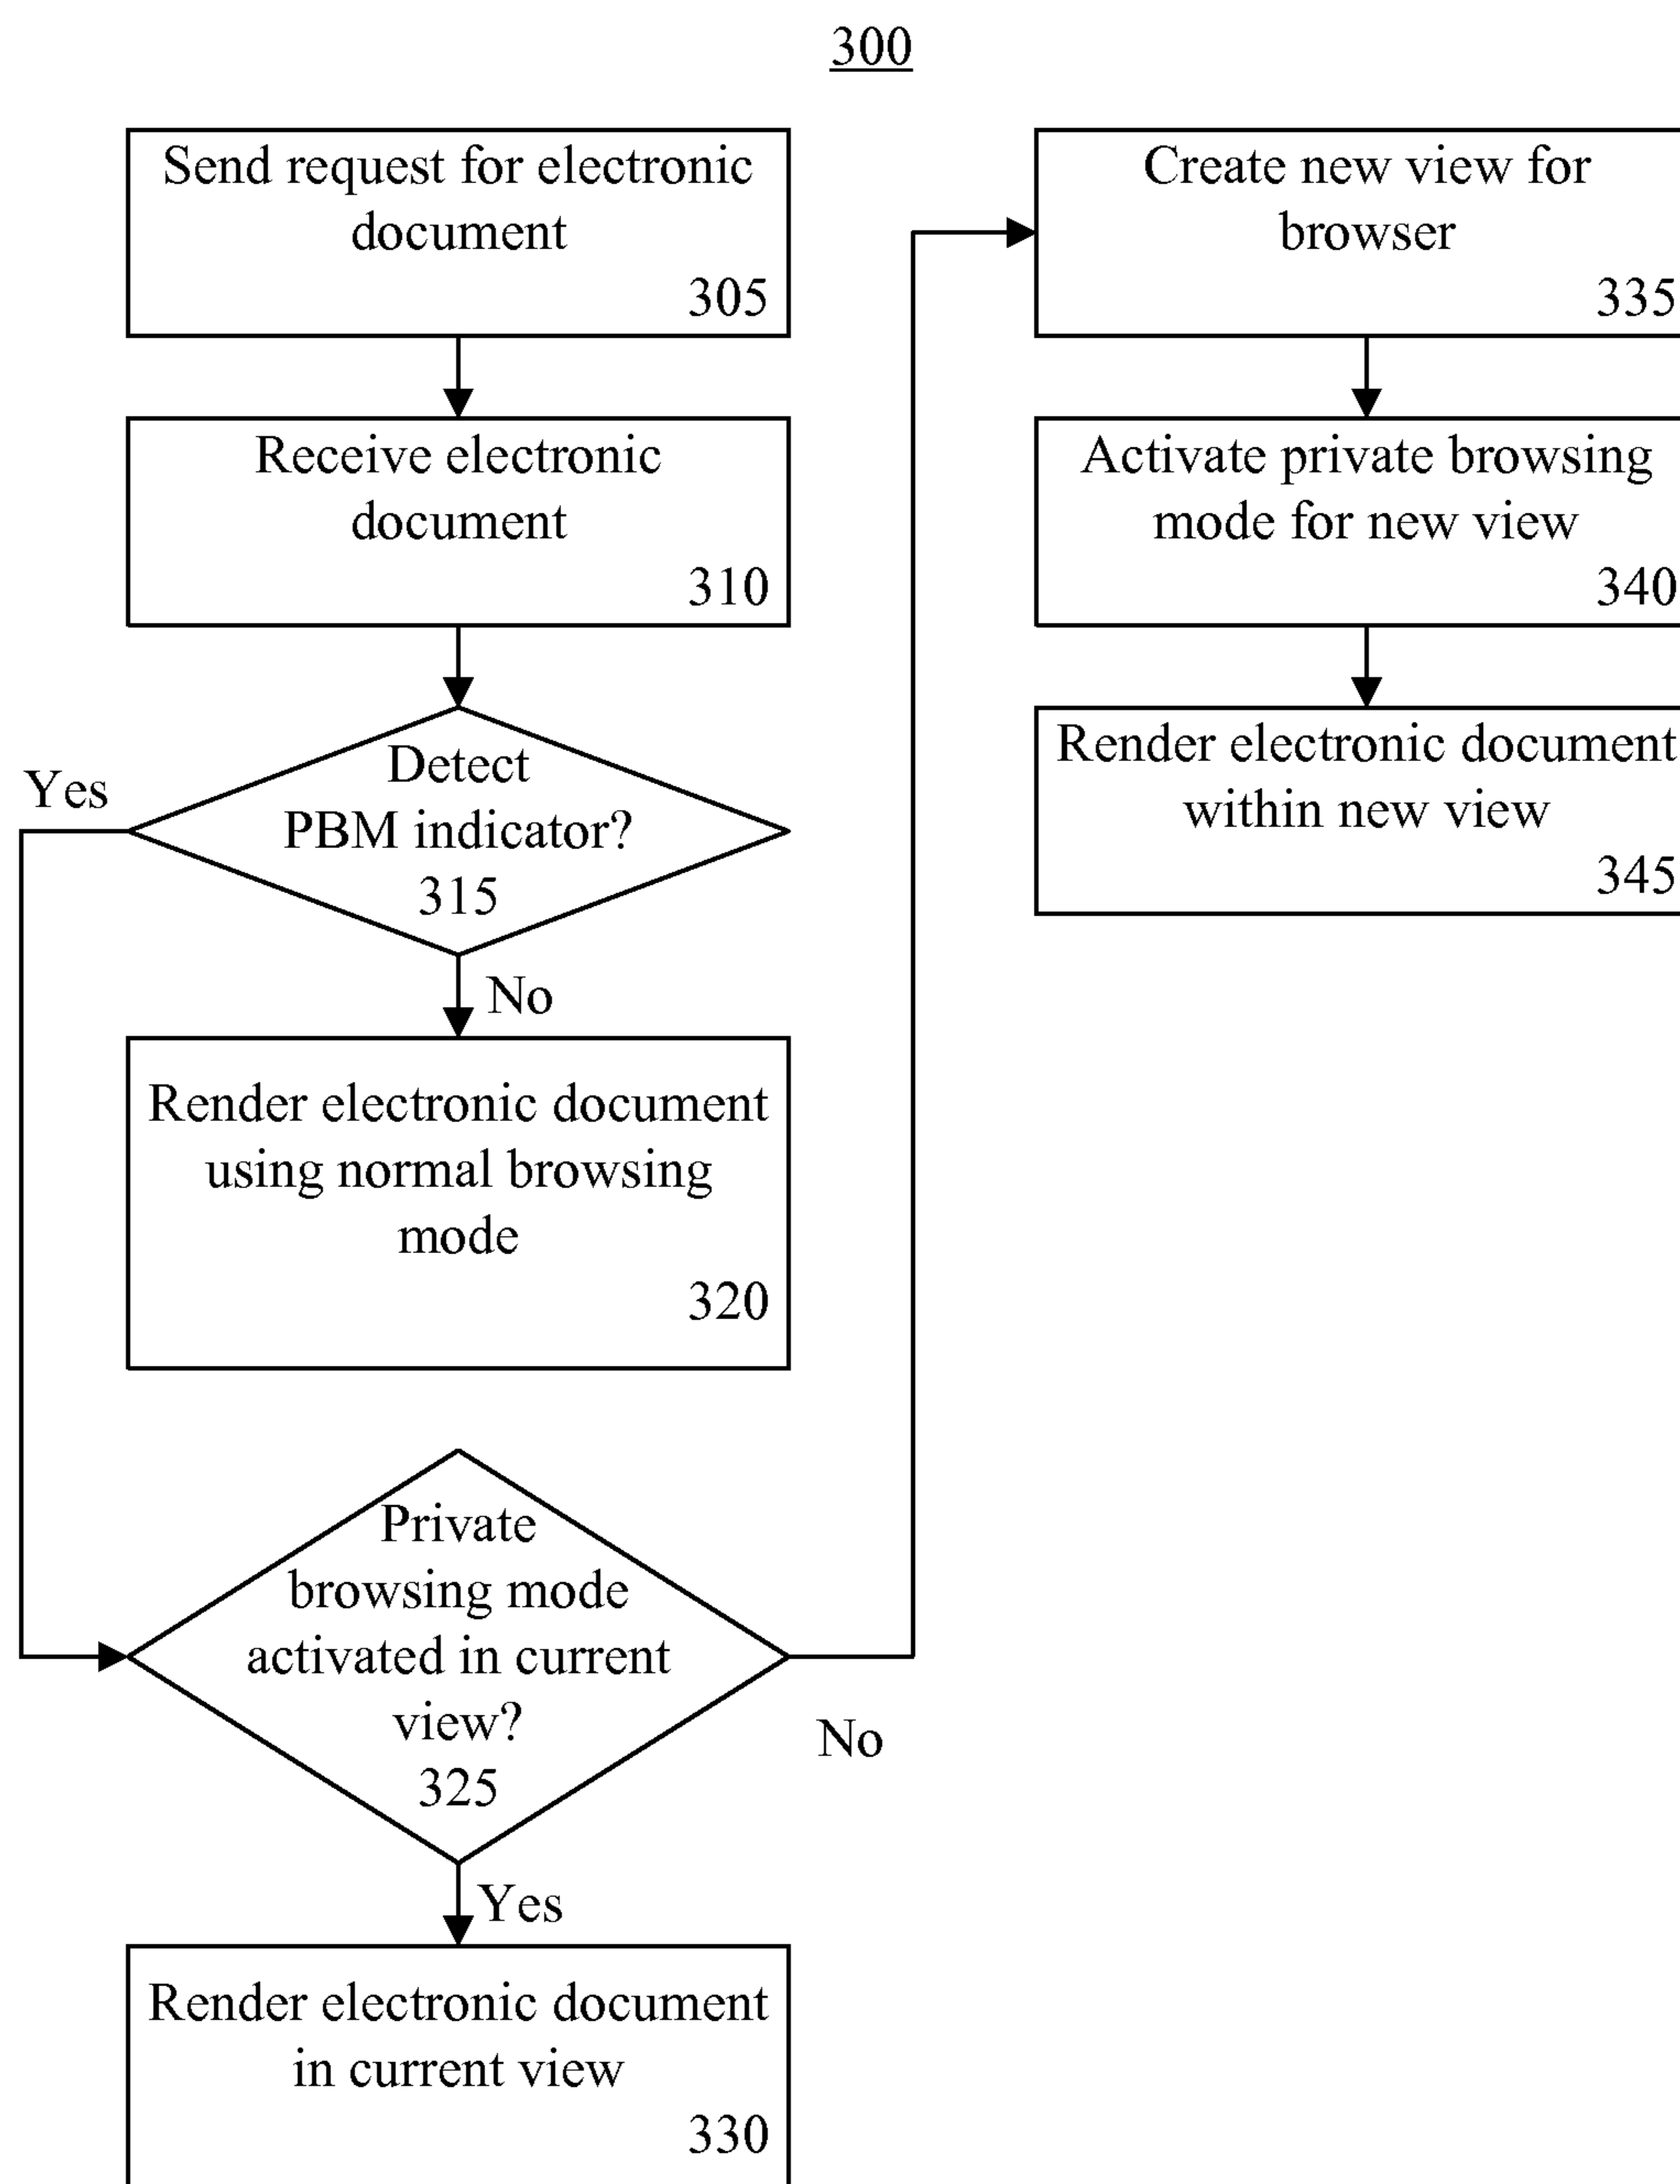 300
Send request for electronic
document
305
Receive electronic
document
310
Detect
PBM indicator?
315
Yes
No
Render electronic document
using normal browsing
mode
320
Private
browsing mode
activated in current
view?
325
No
Yes
Render electronic document
in current view
330
Create new view for
browser
335
Activate private browsing
mode for new view
340
Render electronic document
within new view
345